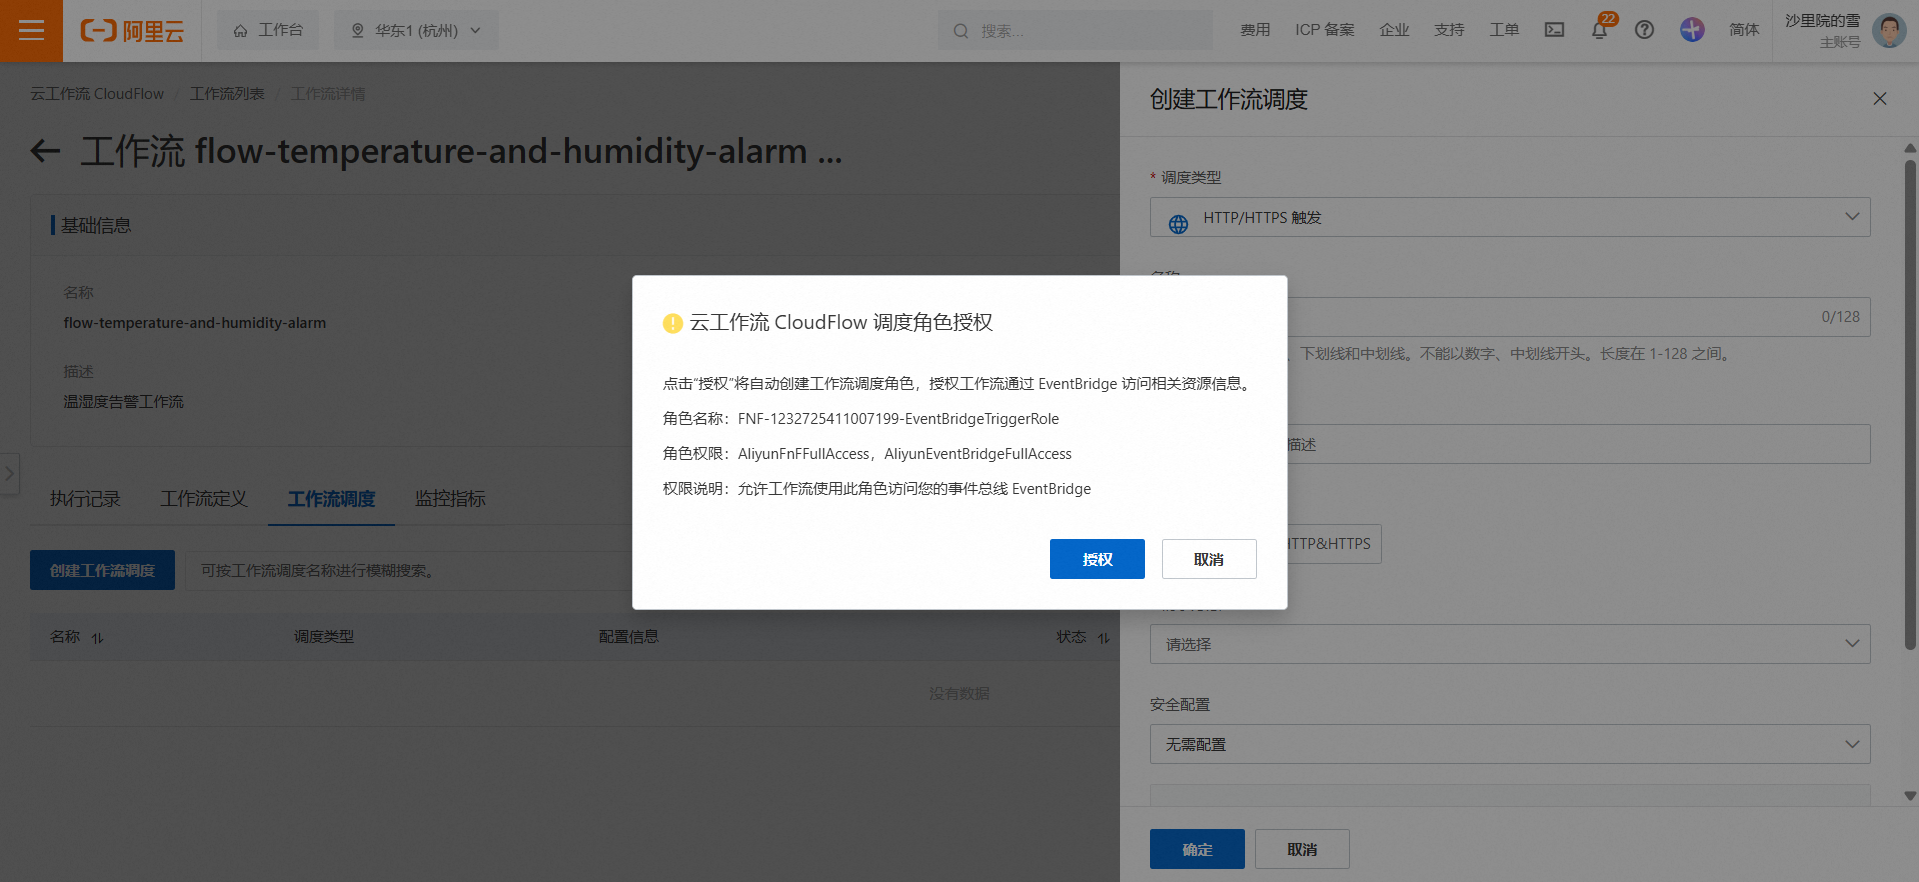 阿里云
工作台
华东1 (杭州)
搜索...
费用
ICP 备案
企业
支持
工单
22
简体
沙里院的雪
主账号
云工作流 CloudFlow / 工作流列表 / 工作流详情
工作流 flow-temperature-and-humidity-alarm ...
基础信息
名称
flow-temperature-and-humidity-alarm
描述
温湿度告警工作流
执行记录
工作流定义
工作流调度
监控指标
创建工作流调度
可按工作流调度名称进行模糊搜索。
名称
调度类型
配置信息
状态
没有数据
创建工作流调度
* 调度类型
HTTP/HTTPS 触发
名称
0/128
、下划线和中划线。不能以数字、中划线开头。长度在 1-128 之间。
描述
HTTP&HTTPS
请选择
安全配置
无需配置
确定
取消
云工作流 CloudFlow 调度角色授权
点击“授权”将自动创建工作流调度角色，授权工作流通过 EventBridge 访问相关资源信息。
角色名称：FNF-1232725411007199-EventBridgeTriggerRole
角色权限：AliyunFnFFullAccess，AliyunEventBridgeFullAccess
权限说明：允许工作流使用此角色访问您的事件总线 EventBridge
授权
取消